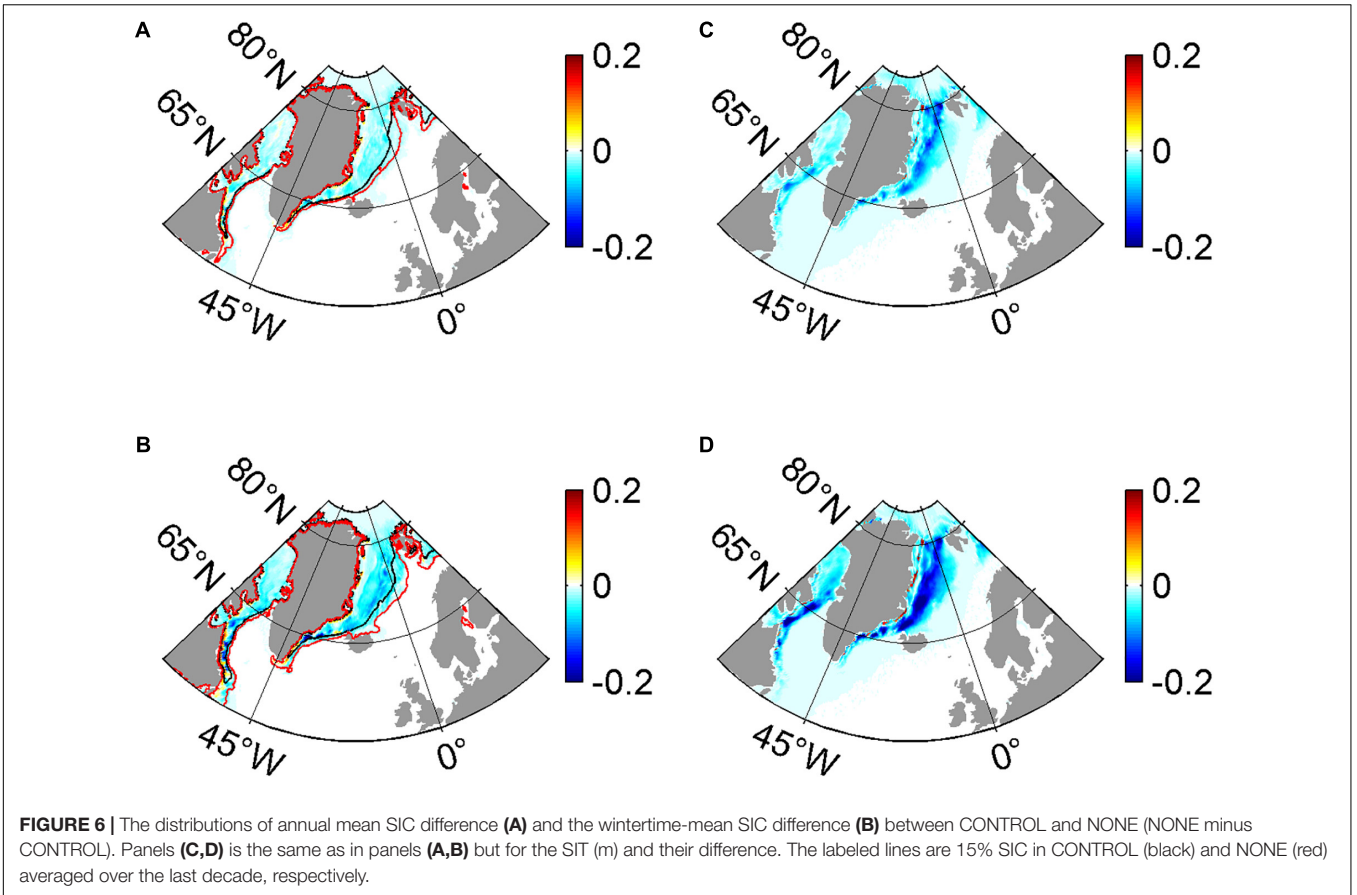 A
80°N
65°N
45°W
0°
0.2
0
-0.2
C
80°N
65°N
45°W
0°
0.2
0
-0.2
B
80°N
65°N
45°W
0°
0.2
0
-0.2
D
80°N
65°N
45°W
0°
0.2
0
-0.2
FIGURE 6 | The distributions of annual mean SIC difference (A) and the wintertime-mean SIC difference (B) between CONTROL and NONE (NONE minus
CONTROL). Panels (C,D) is the same as in panels (A,B) but for the SIT (m) and their difference. The labeled lines are 15% SIC in CONTROL (black) and NONE (red)
averaged over the last decade, respectively.